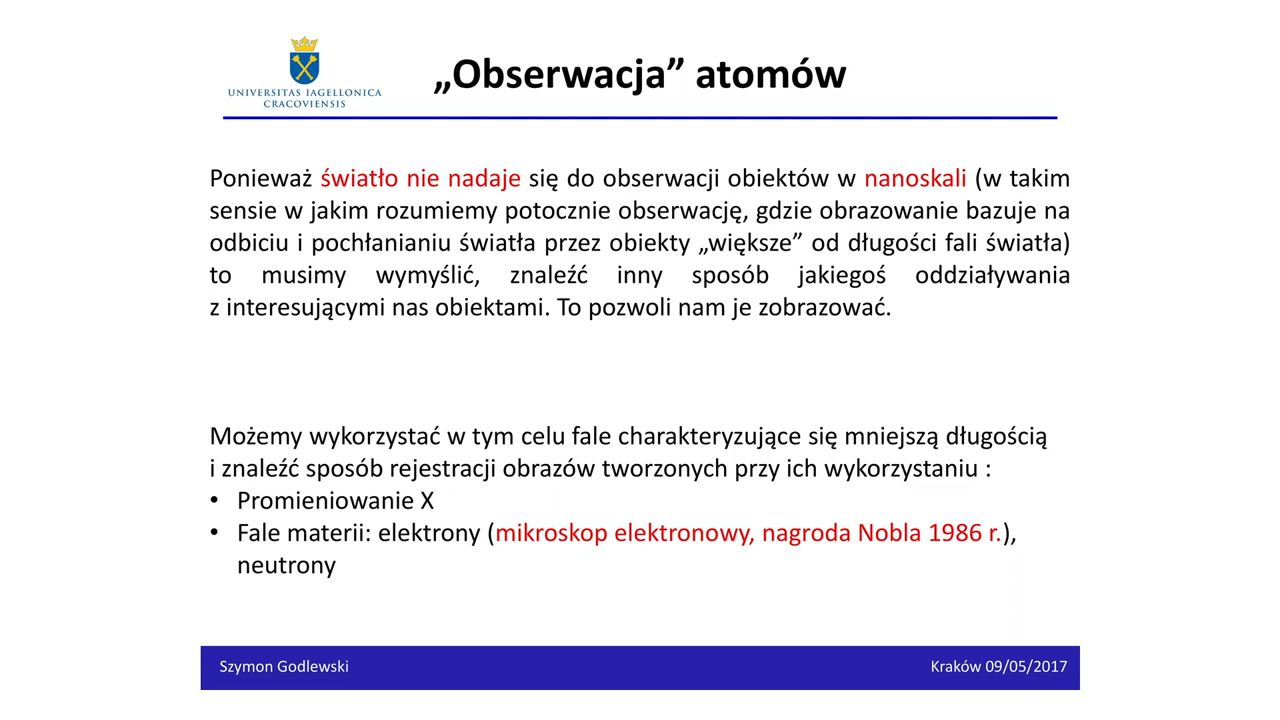 UNIVERSITAS IAGELLONICA
CRACOVIENSIS
„Obserwacja” atomów
Ponieważ światło nie nadaje się do obserwacji obiektów w nanoskali (w takim
sensie w jakim rozumiemy potocznie obserwację, gdzie obrazowanie bazuje na
odbiciu i pochłanianiu światła przez obiekty „większe” od długości fali światła)
to musimy wymyślić, znaleźć inny sposób jakiegoś oddziaływania
z interesującymi nas obiektami. To pozwoli nam je zobrazować.
Możemy wykorzystać w tym celu fale charakteryzujące się mniejszą długością
i znaleźć sposób rejestracji obrazów tworzonych przy ich wykorzystaniu :
• Promieniowanie X
• Fale materii: elektrony (mikroskop elektronowy, nagroda Nobla 1986 r.),
neutrony
Szymon Godlewski
Kraków 09/05/2017